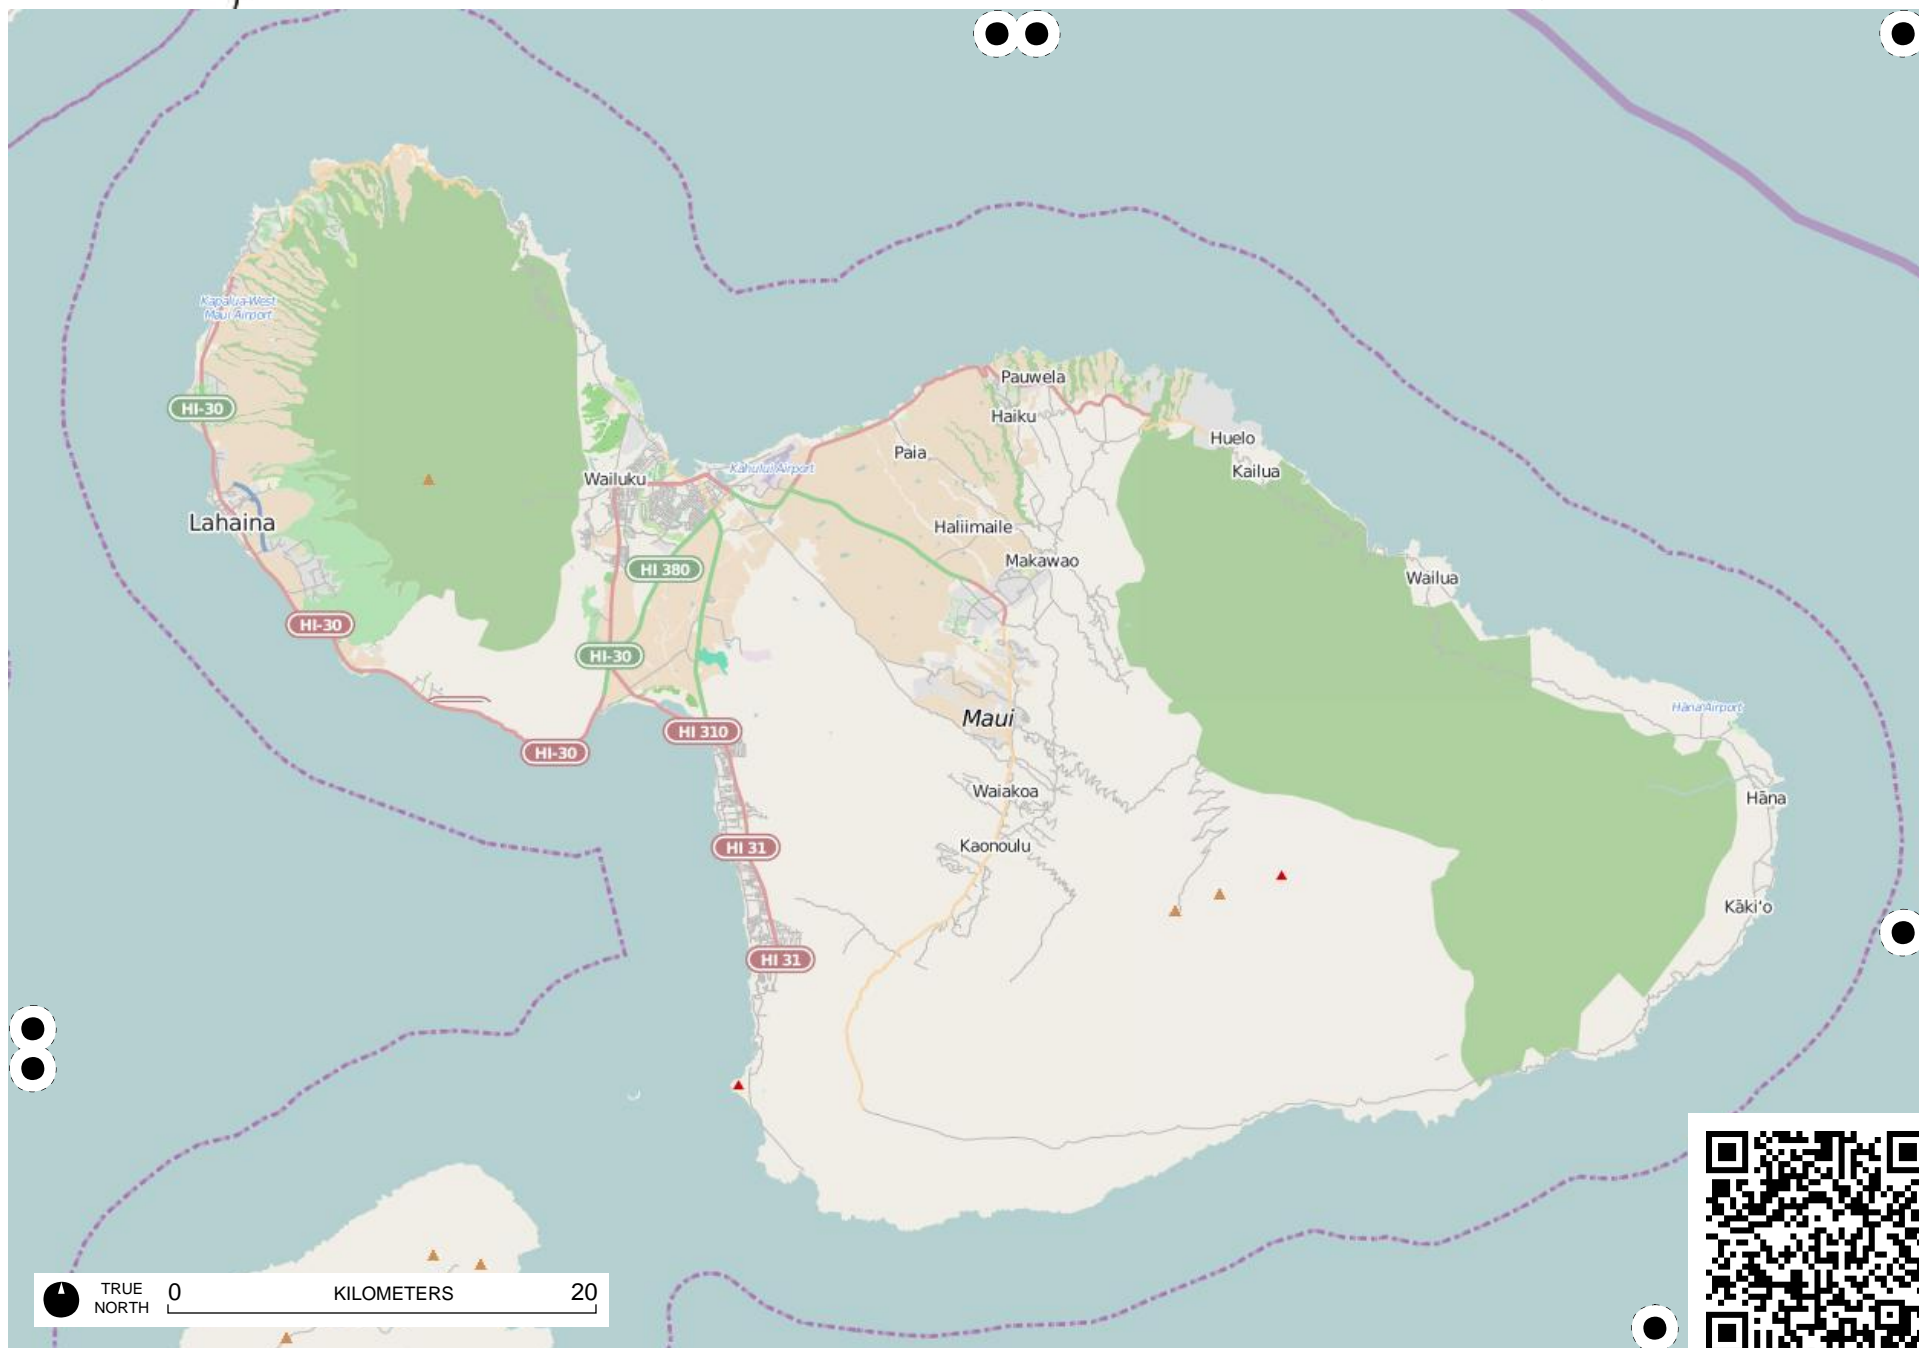 Kapalua-West
Maui Airport
Pauwela
HI-30
Haiku
Huelo
Paia
Kahului Airport
Kailua
Wailuku
Lahaina
Haliimaile
Makawao
HI 380
Wailua
HI-30
HI-30
Hāna Airport
Maui
HI 310
HI-30
Waiakoa
Hāna
HI 31
Kaonoulu
Kāki'o
HI 31
TRUE
NORTH
0
KILOMETERS
20